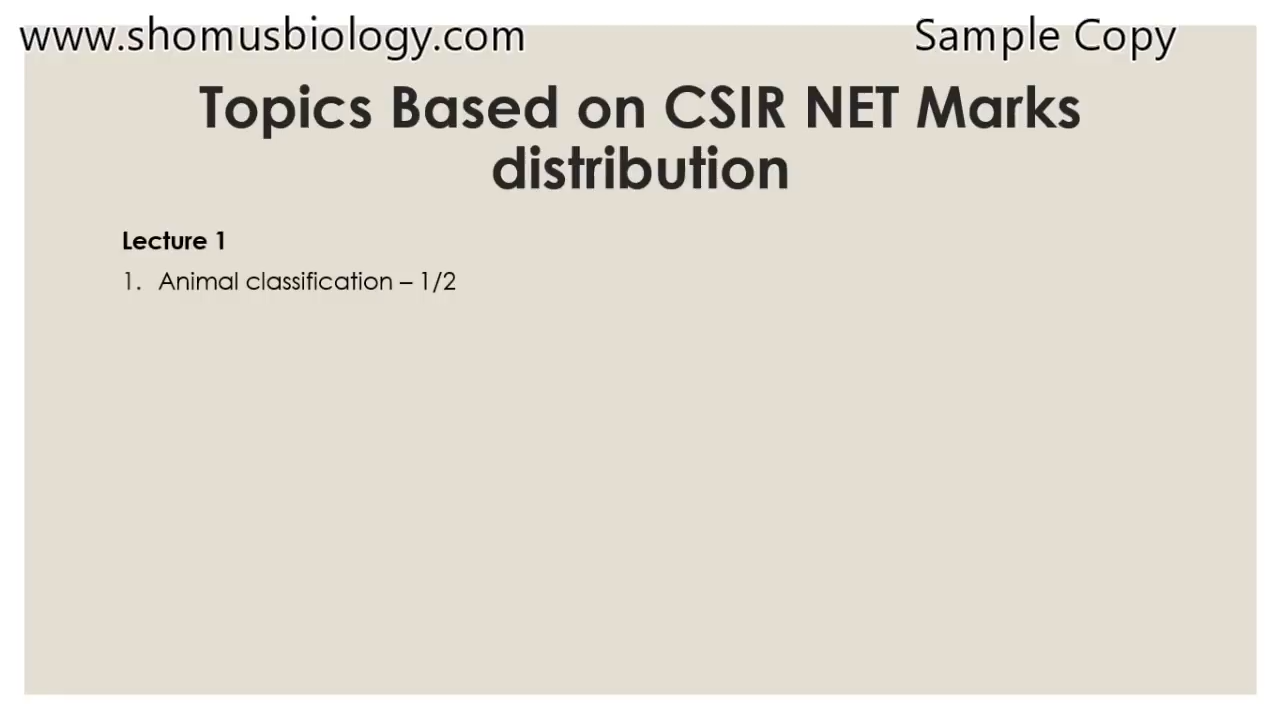 www.shomusbiology.com
Sample Copy
Topics Based on CSIR NET Marks
distribution
Lecture 1
1. Animal classification – 1/2